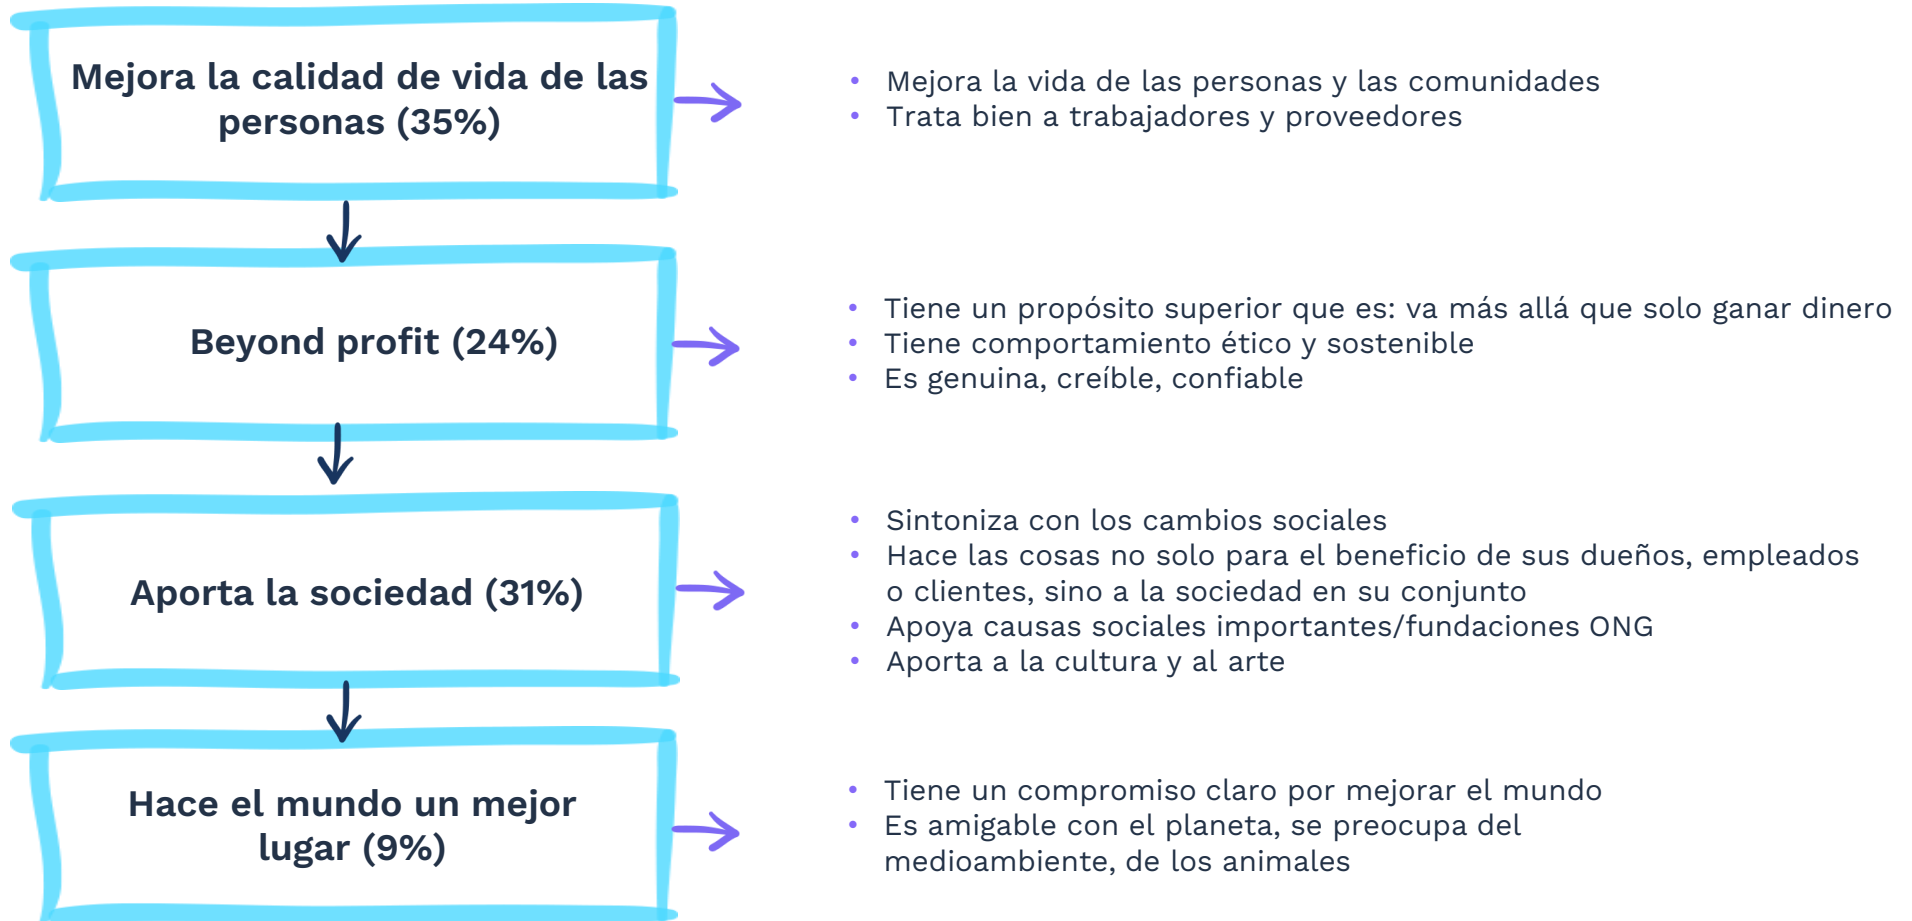 Mejora la calidad de vida de las
personas (35%)
• Mejora la vida de las personas y las comunidades
• Trata bien a trabajadores y proveedores
Beyond profit (24%)
• Tiene un propósito superior que es: va más allá que solo ganar dinero
• Tiene comportamiento ético y sostenible
• Es genuina, creíble, confiable
Aporta la sociedad (31%)
• Sintoniza con los cambios sociales
• Hace las cosas no solo para el beneficio de sus dueños, empleados
o clientes, sino a la sociedad en su conjunto
• Apoya causas sociales importantes/fundaciones ONG
• Aporta a la cultura y al arte
Hace el mundo un mejor
lugar (9%)
• Tiene un compromiso claro por mejorar el mundo
• Es amigable con el planeta, se preocupa del
medioambiente, de los animales